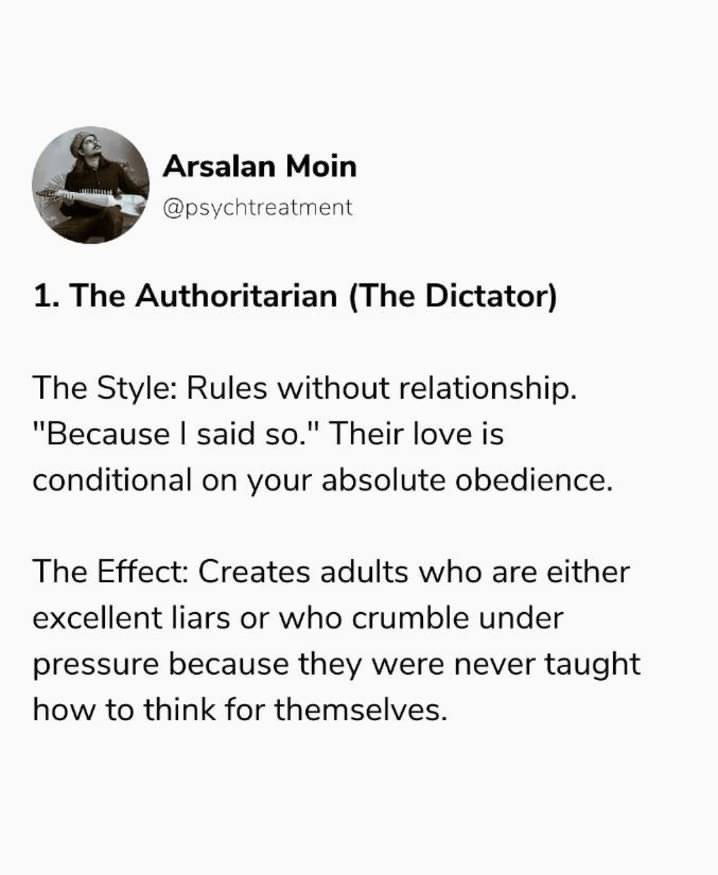 Arsalan Moin
@psychtreatment
1. The Authoritarian (The Dictator)
The Style: Rules without relationship.
"Because I said so." Their love is
conditional on your absolute obedience.
The Effect: Creates adults who are either
excellent liars or who crumble under
pressure because they were never taught
how to think for themselves.